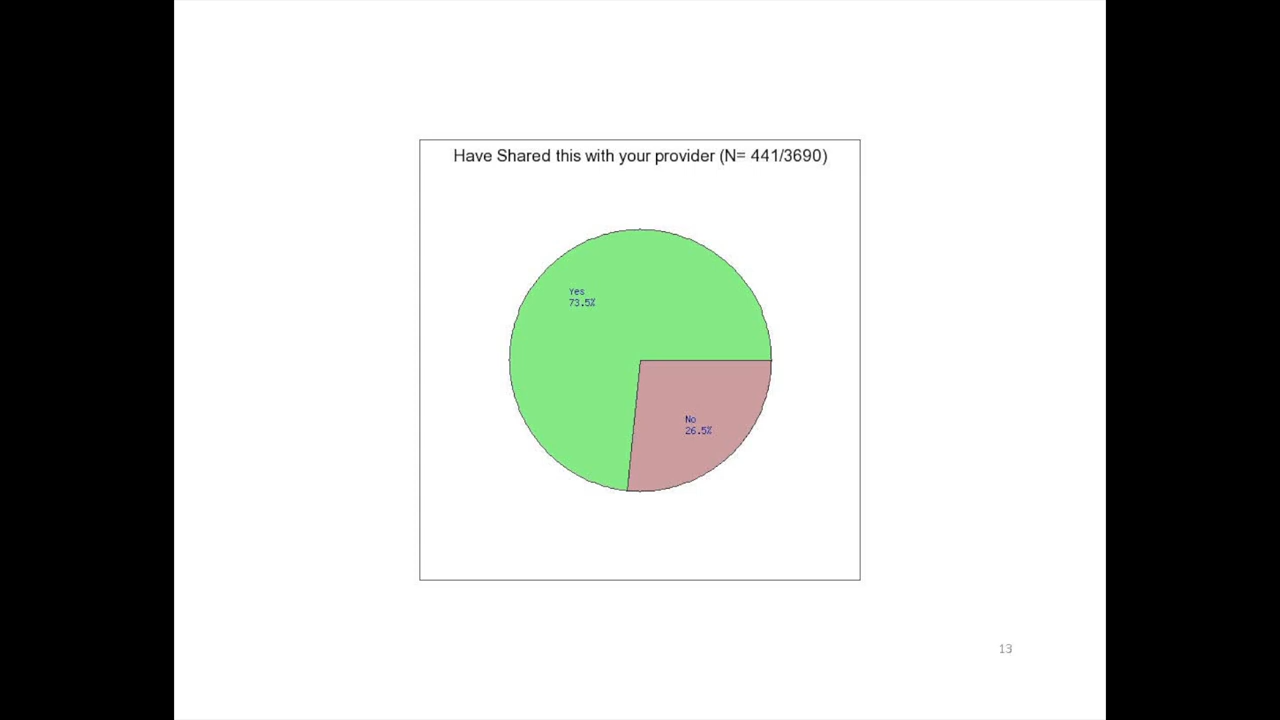 Have Shared this with your provider (N= 441/3690)
Yes
73.5%
No
26.5%
13